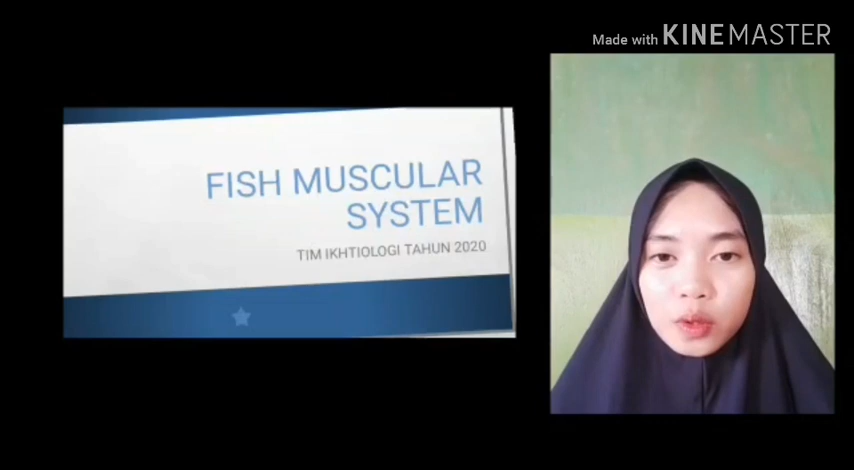 Made with KINEMASTER
FISH MUSCULAR
SYSTEM
TIM IKHTIOLOGI TAHUN 2020